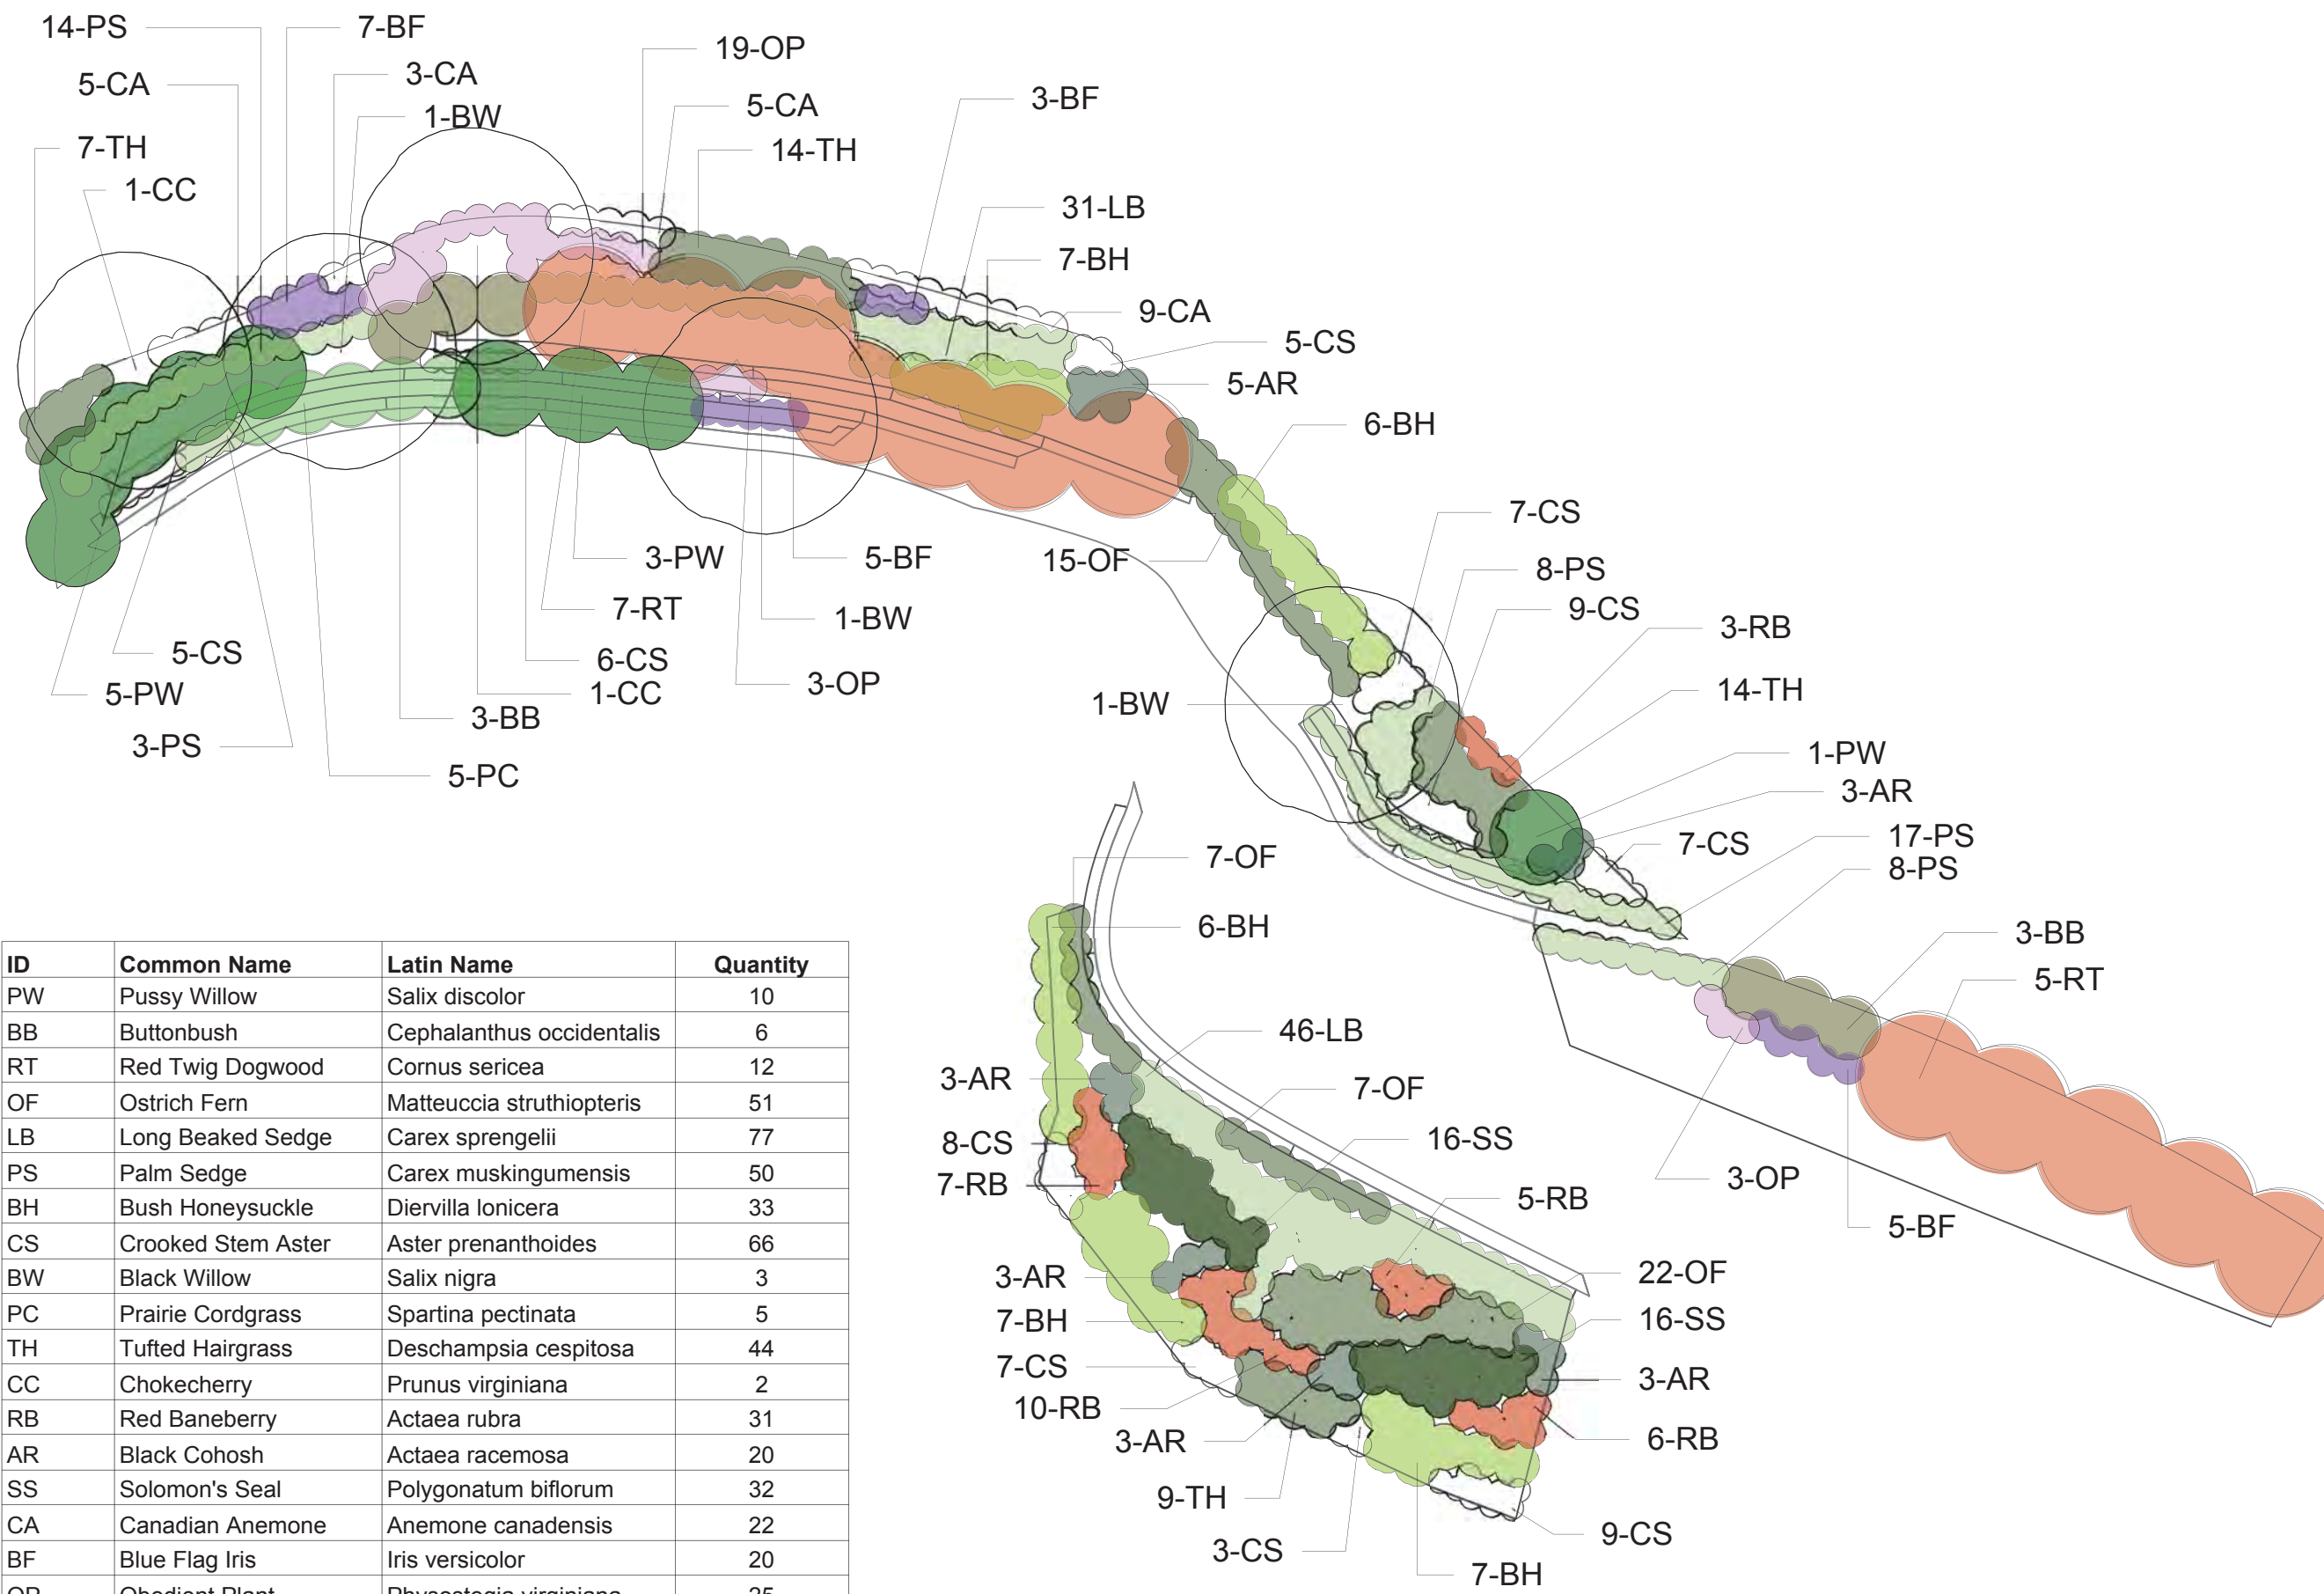 14-PS
7-BF
19-OP
5-CA
3-CA
3-BF
5-CA
1-BW
7-TH
14-TH
1-CC
31-LB
7-BH
9-CA
5-CS
5-AR
6-BH
7-CS
3-PW
5-BF
15-OF
8-PS
9-CS
7-RT
1-BW
3-RB
5-CS
6-CS
5-PW
1-CC
3-OP
14-TH
3-BB
1-BW
3-PS
1-PW
5-PC
3-AR
17-PS
7-CS
8-PS
7-OF
6-BH
3-BB
5-RT
46-LB
3-AR
7-OF
8-CS
16-SS
7-RB
3-OP
5-RB
5-BF
3-AR
22-OF
7-BH
16-SS
7-CS
3-AR
10-RB
3-AR
6-RB
9-TH
3-CS
9-CS
7-BH
ID Common Name Latin Name Quantity
PW Pussy Willow Salix discolor 10
BB Buttonbush Cephalanthus occidentalis 6
RT Red Twig Dogwood Cornus sericea 12
OF Ostrich Fern Matteuccia struthiopteris 51
LB Long Beaked Sedge Carex sprengelii 77
PS Palm Sedge Carex muskingumensis 50
BH Bush Honeysuckle Diervilla lonicera 33
CS Crooked Stem Aster Aster prenanthoides 66
BW Black Willow Salix nigra 3
PC Prairie Cordgrass Spartina pectinata 5
TH Tufted Hairgrass Deschampsia cespitosa 44
CC Chokecherry Prunus virginiana 2
RB Red Baneberry Actaea rubra 31
AR Black Cohosh Actaea racemosa 20
SS Solomon's Seal Polygonatum biflorum 32
CA Canadian Anemone Anemone canadensis 22
BF Blue Flag Iris Iris versicolor 20
OP Obedient Plant Physostegia virginiana 25